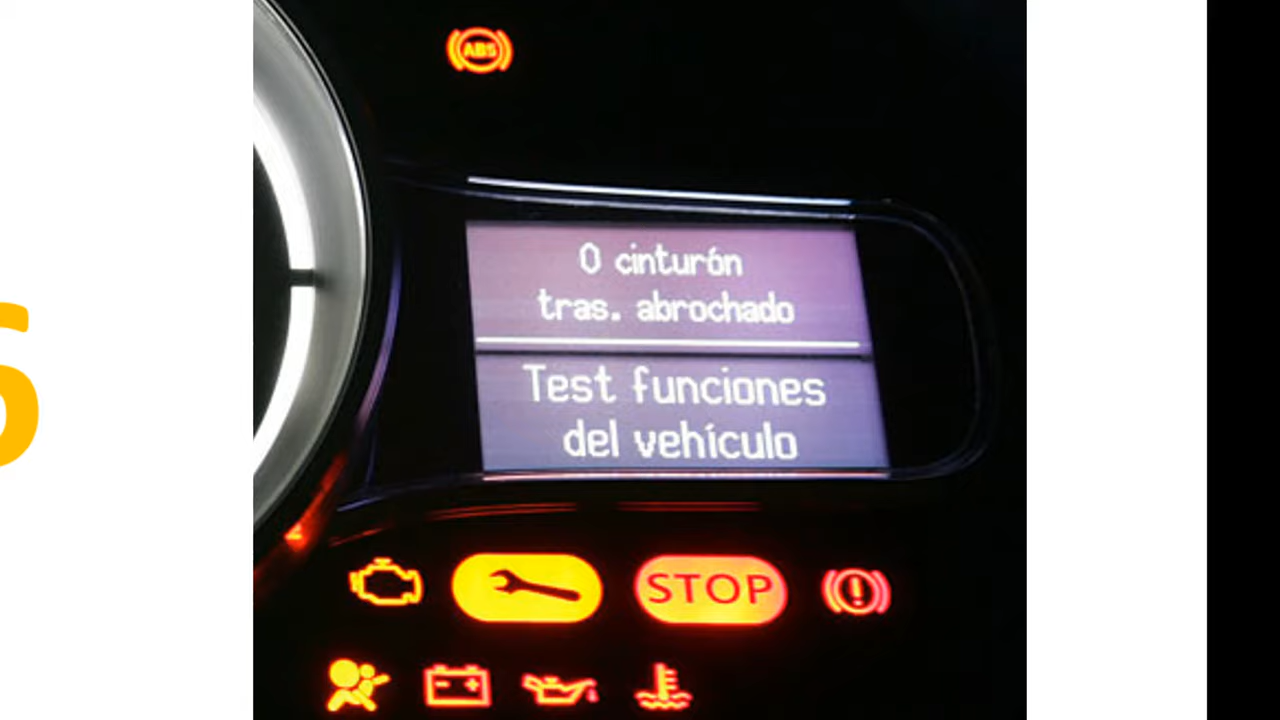 ABS
0 cinturón
tras. abrochado
Test funciones
del vehículo
STOP